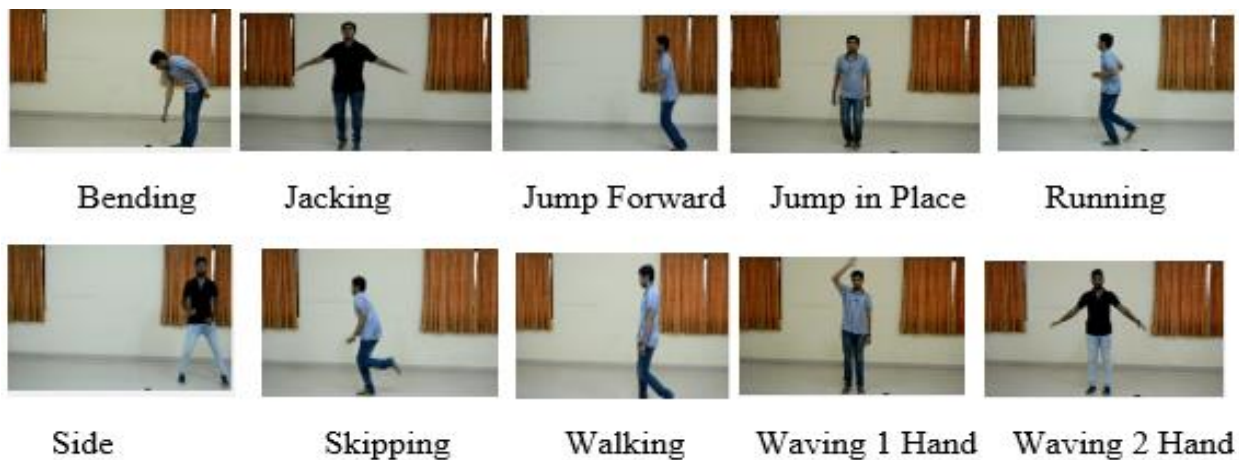 Bending Jacking Jump Forward Jump in Place Running
Side Skipping Walking Waving 1 Hand Waving 2 Hand